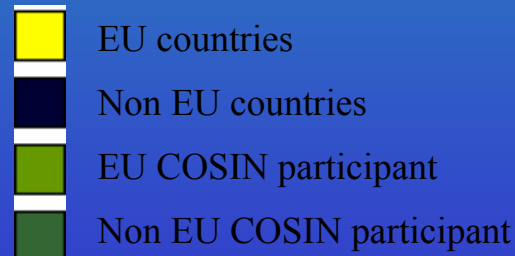 EU countries
Non EU countries
EU COSIN participant
Non EU COSIN participant